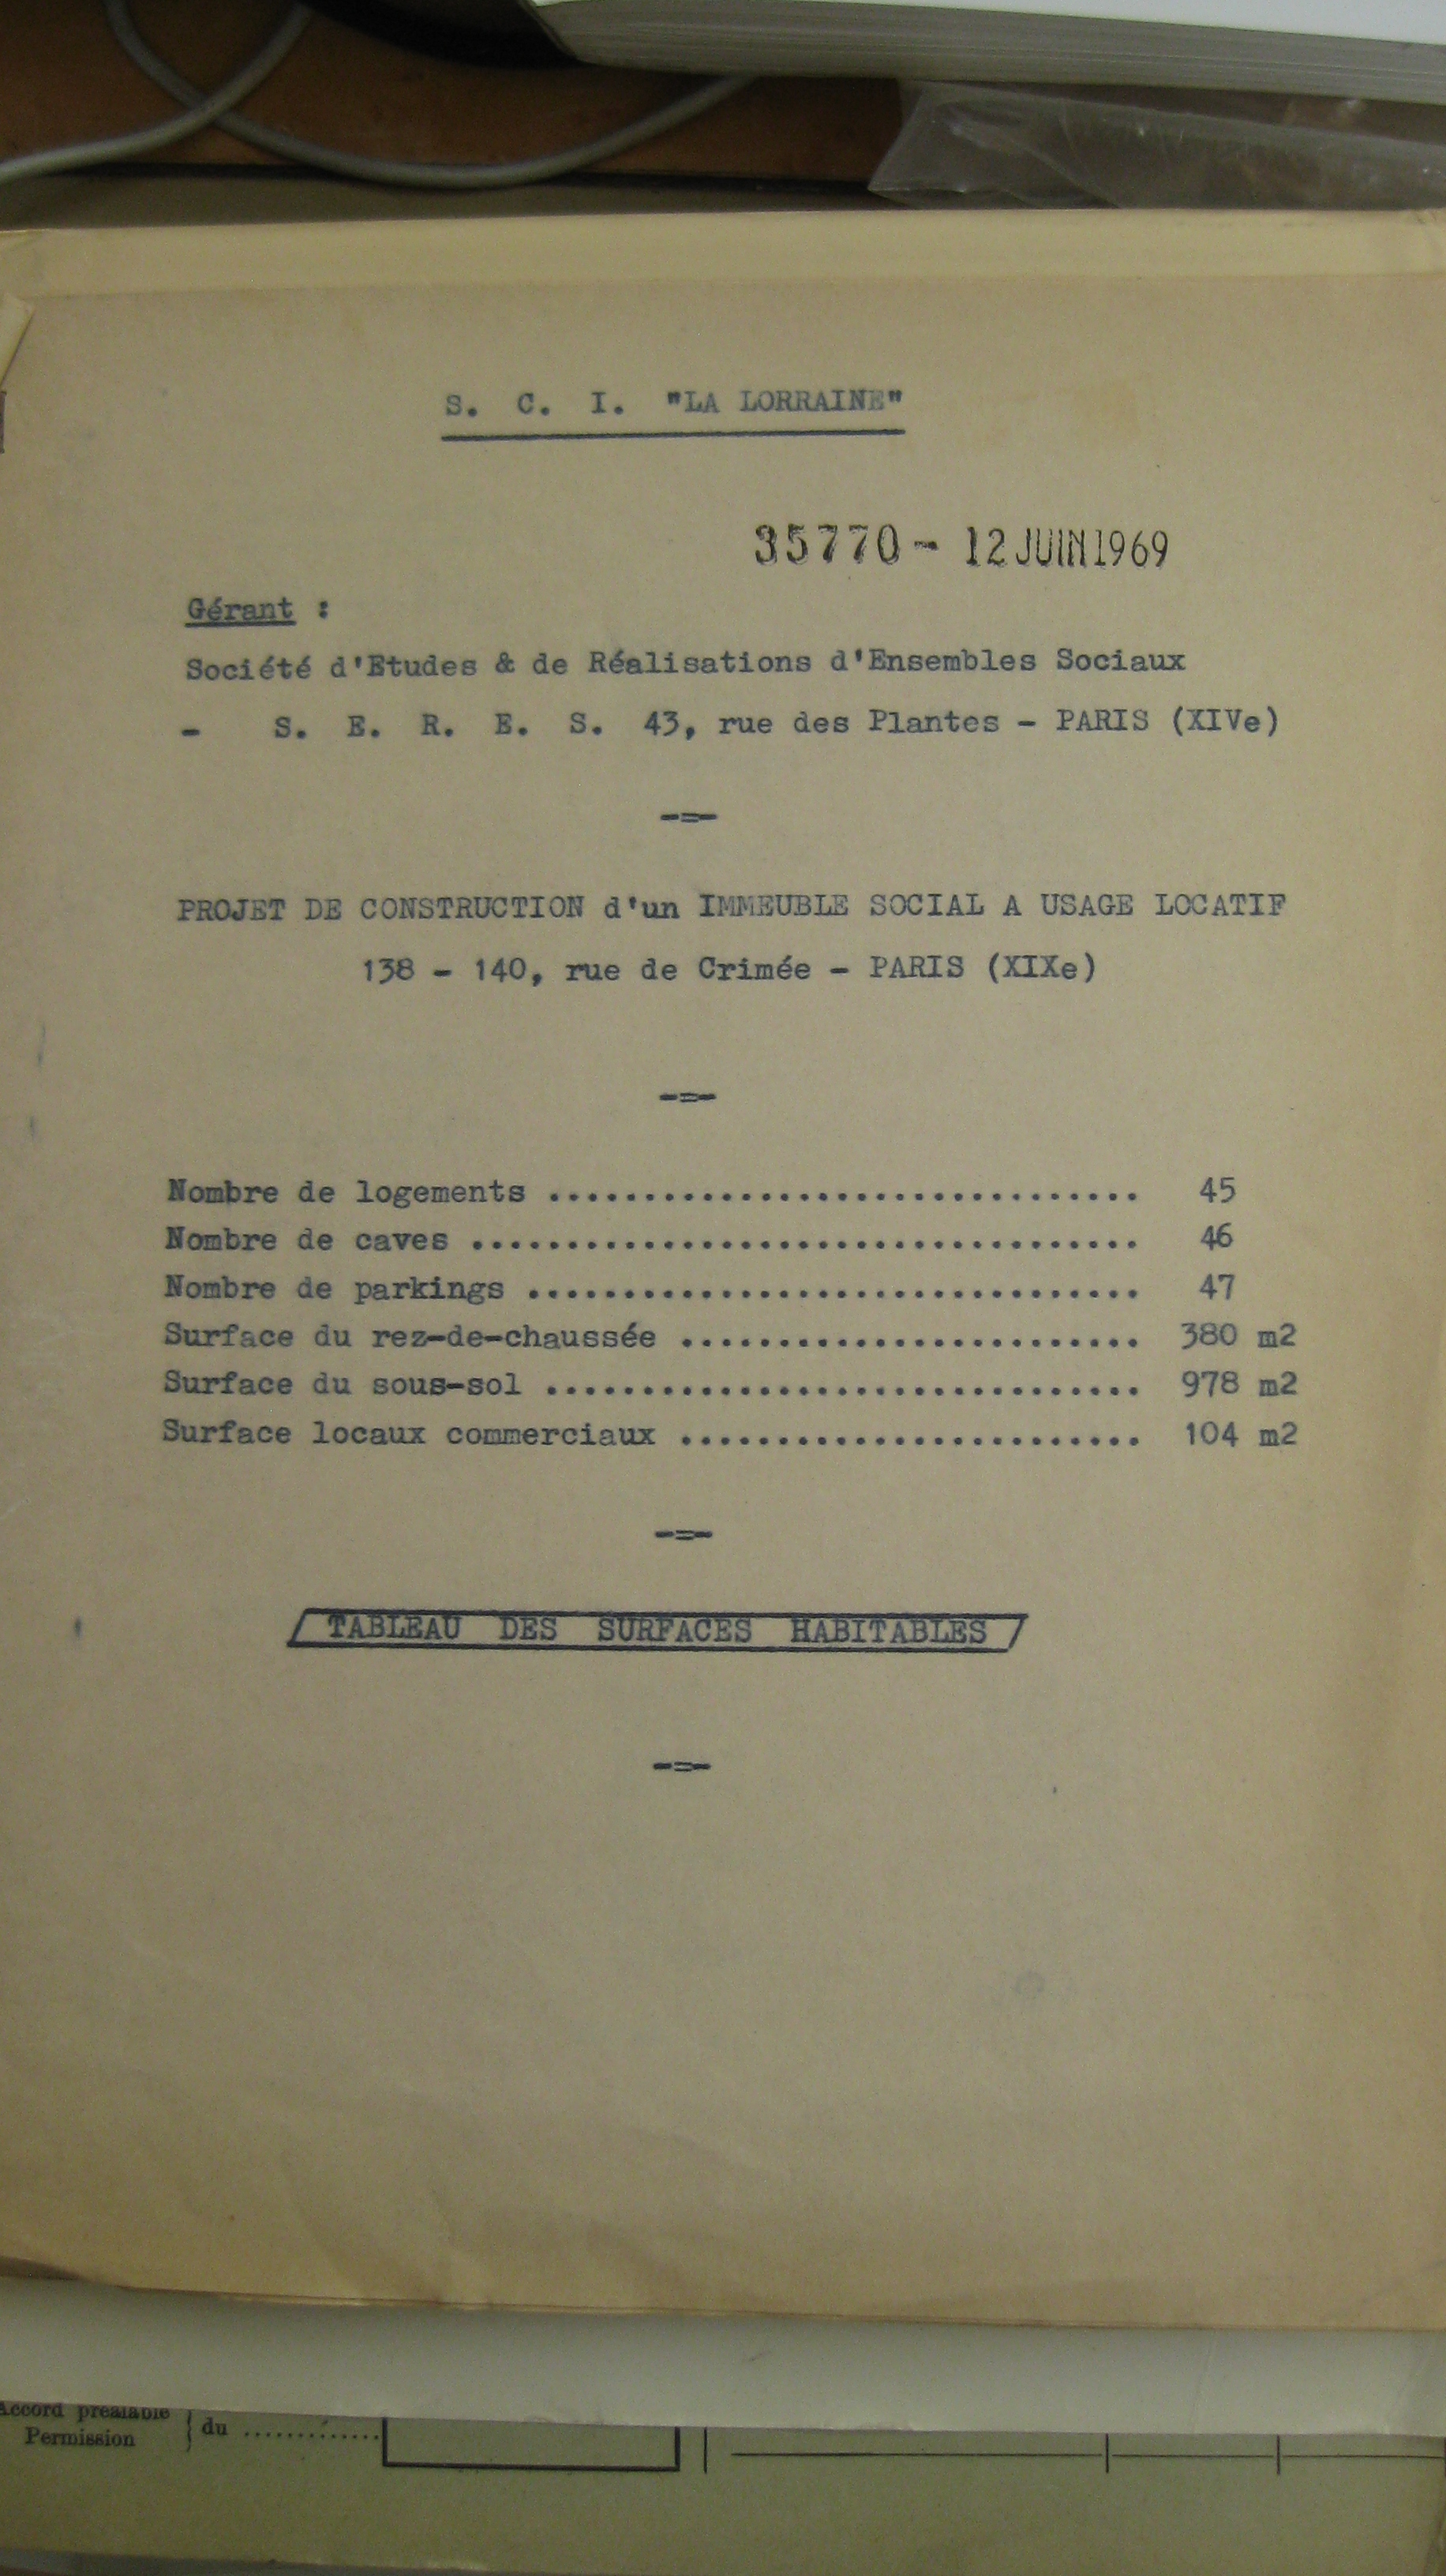 S. C. I. "LA LORRAINE"
35770 - 12 JUIN 1969
Gérant :
Société d'Etudes & de Réalisations d'Ensembles Sociaux
- S. E. R. E. S. 43, rue des Plantes - PARIS (XIVe)
-=-
PROJET DE CONSTRUCTION d'un IMMEUBLE SOCIAL A USAGE LOCATIF
138 - 140, rue de Crimée - PARIS (XIXe)
-=-
Nombre de logements ............................... 45
Nombre de caves ................................... 46
Nombre de parkings ................................ 47
Surface du rez-de-chaussée ........................ 380 m2
Surface du sous-sol ............................... 978 m2
Surface locaux commerciaux ........................ 104 m2
-=-
TABLEAU DES SURFACES HABITABLES
-=-
Accord préalable
Permission
du ..............